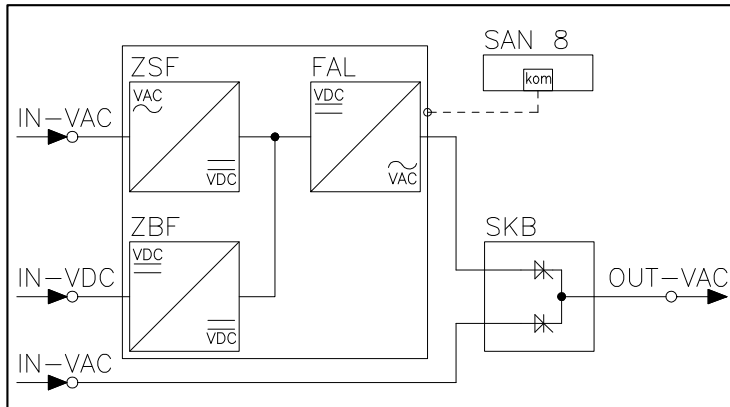 SAN 8
ZSF
FAL
kom
VAC
VDC
IN-VAC
VDC
VAC
ZBF
SKB
VDC
IN-VDC
OUT-VAC
VDC
IN-VAC